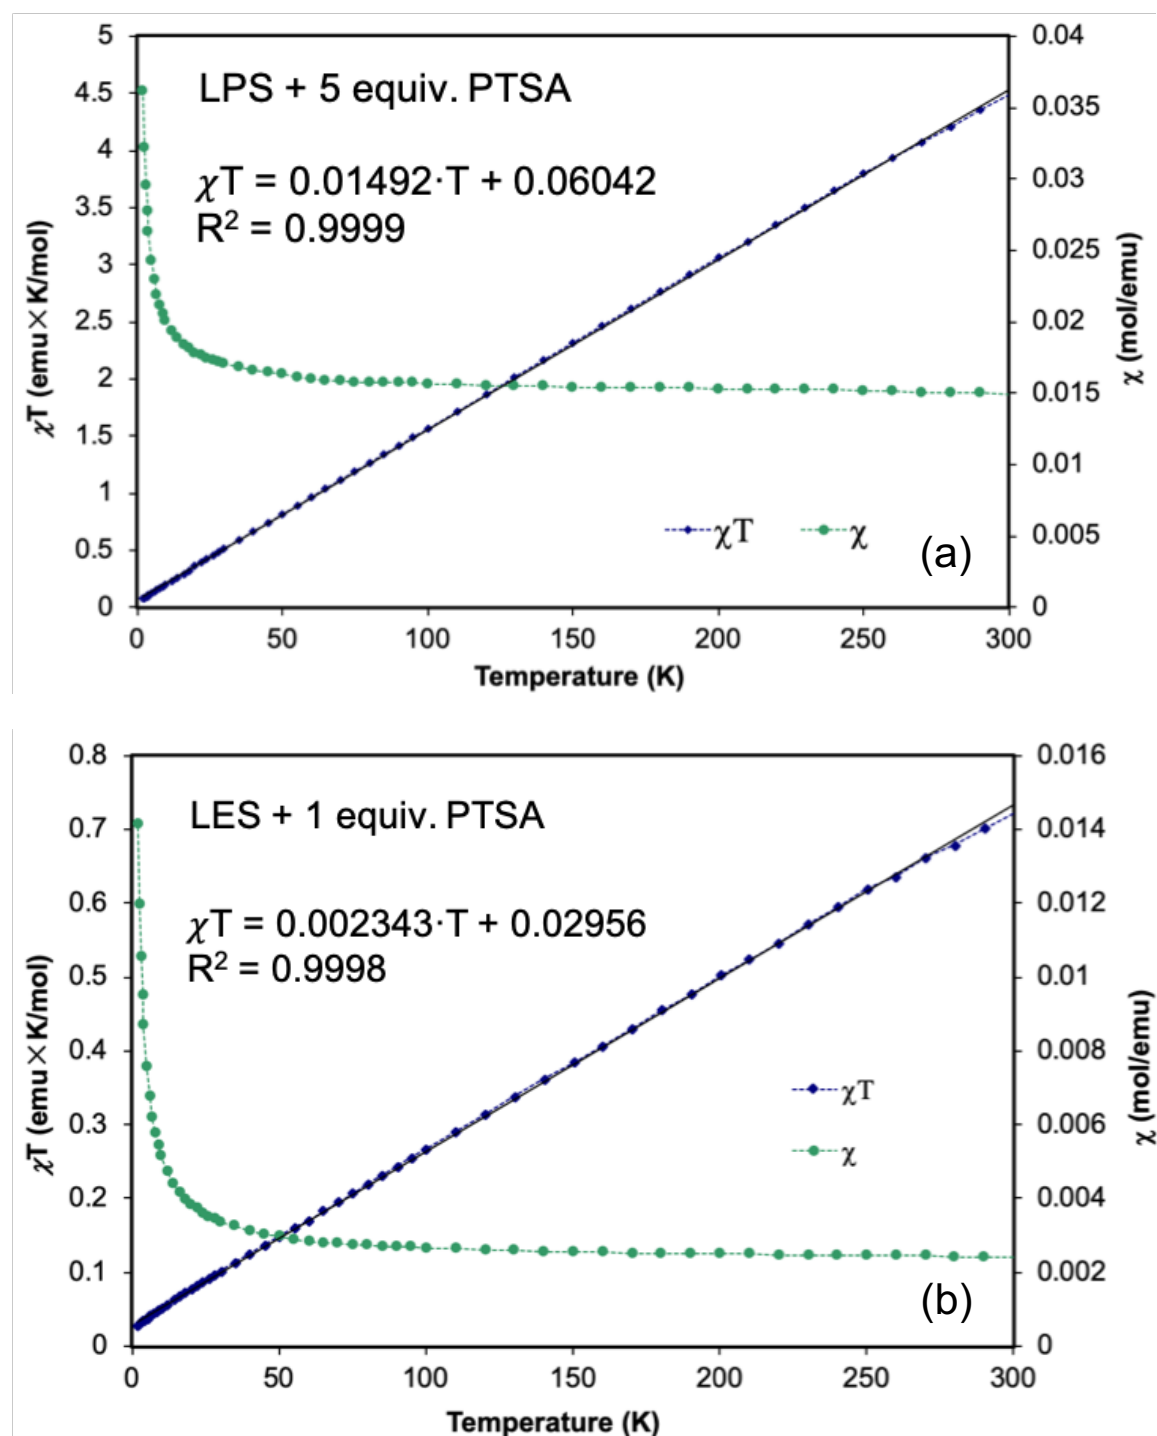 5
4.5
4
3.5
3
2.5
2
1.5
1
0.5
0
0.04
0.035
0.03
0.025
0.02
0.015
0.01
0.005
0
LPS + 5 equiv. PTSA
χT = 0.01492·T + 0.06042
R² = 0.9999
χT (emu×K/mol)
χ (mol/emu)
χT
χ
(a)
0 50 100 150 200 250 300
Temperature (K)
0.8
0.7
0.6
0.5
0.4
0.3
0.2
0.1
0
0.016
0.014
0.012
0.01
0.008
0.006
0.004
0.002
0
LES + 1 equiv. PTSA
χT = 0.002343·T + 0.02956
R² = 0.9998
χT (emu×K/mol)
χ (mol/emu)
χT
χ
(b)
0 50 100 150 200 250 300
Temperature (K)